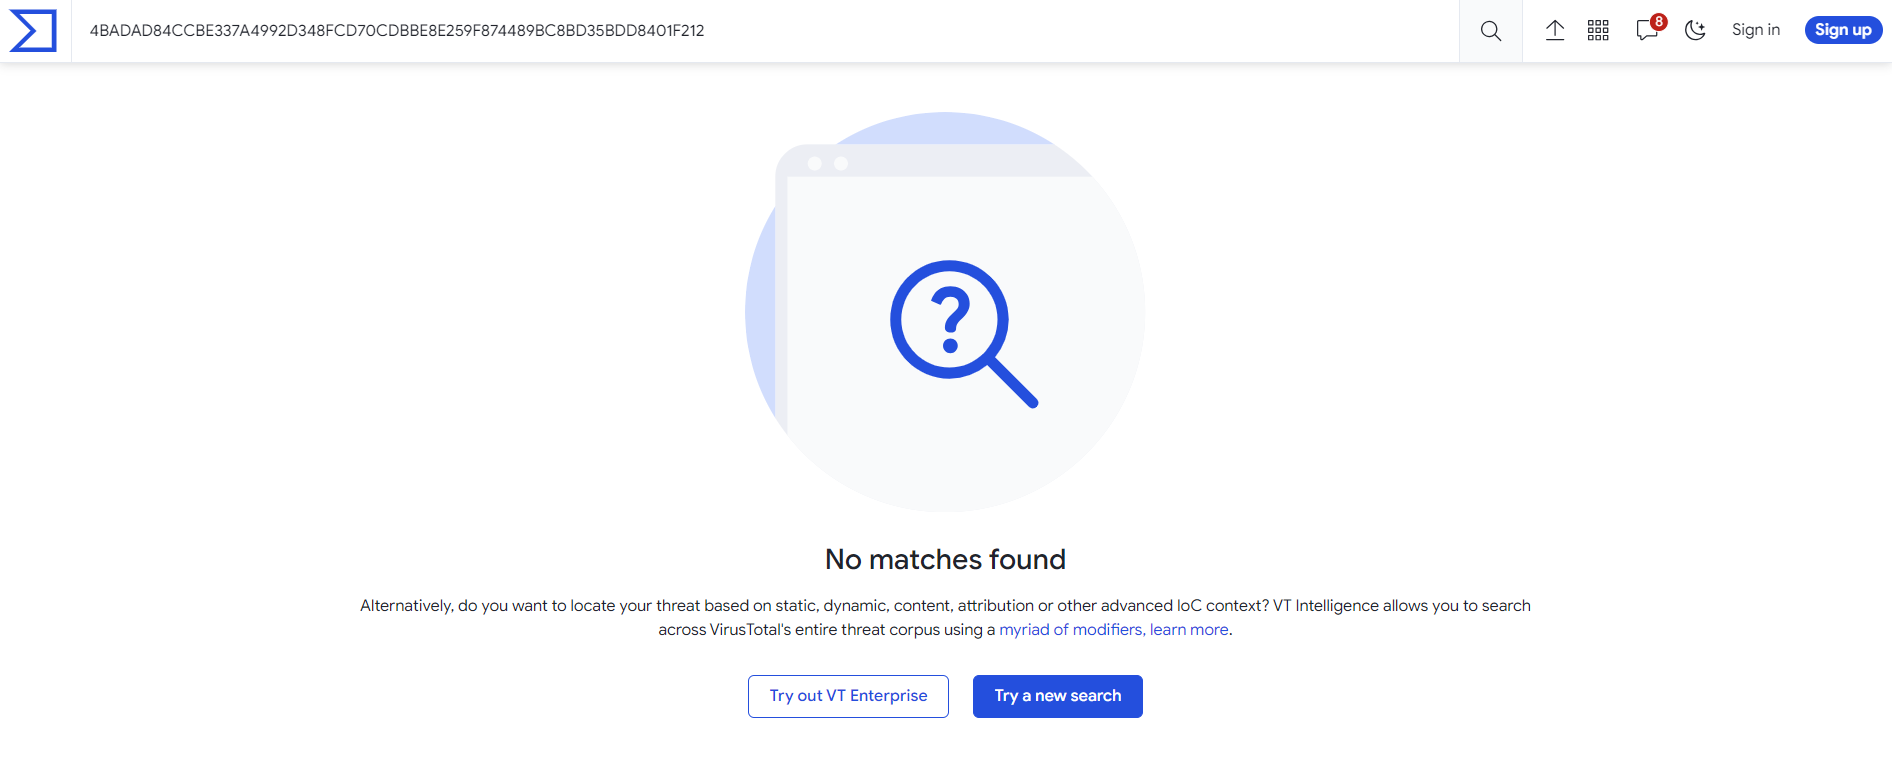 4BADAD84CCBE337A4992D348FCD70CDBBE8E259F874489BC8BD35BDD8401F212
8
Sign in
Sign up
?
No matches found
Alternatively, do you want to locate your threat based on static, dynamic, content, attribution or other advanced IoC context? VT Intelligence allows you to search
across VirusTotal's entire threat corpus using a myriad of modifiers, learn more.
Try out VT Enterprise
Try a new search